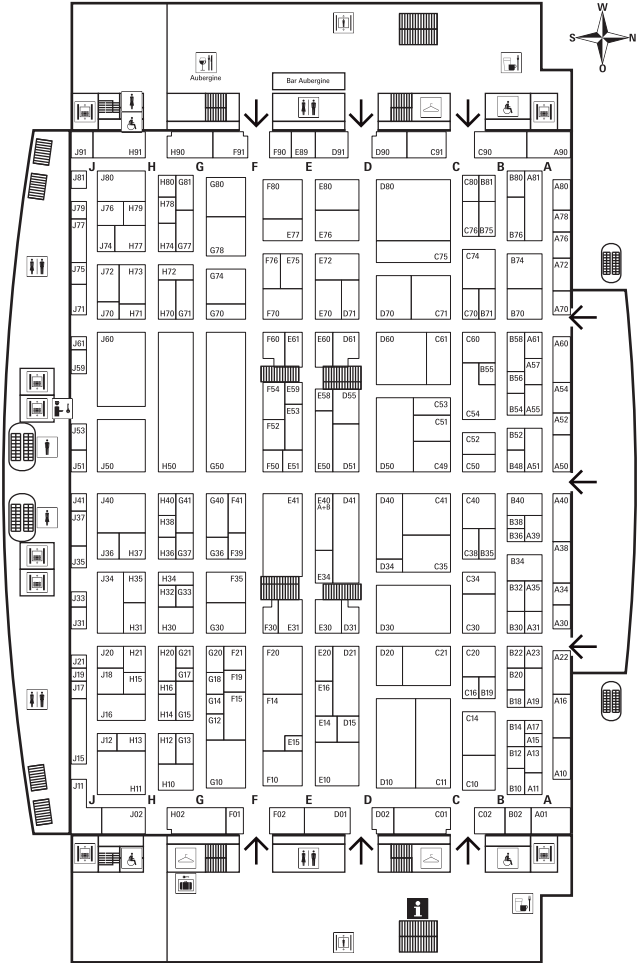 W
S N
O
Aubergine
Bar Aubergine
J91 H91 H90 F91 F90 E89 D91 D90 C91 C90 A90
J H G F E D C B A
J81 J80 H80 G81 G80 F80 E80 D80 C80 B81 B80 A81 A80
J79 J76 H79 H78 A78
J77 J74 H77 H74 G77 G78 E77 E76 C75 C76 B75 B76 A76
J75 J72 H73 H72 G74 F76 E75 E72 C74 B74 A72
J71 J70 H71 H70 G71 G70 F70 E70 D71 D70 C71 C70 B71 B70 A70
J61 J60 F60 E61 E60 D61 D60 C61 C60 B58 A61 A60
J59 B55 A57
B56
F54 E59 E58 D55 C53 C54 B54 A55 A54
J53 F52 E53 C51 C52 B52 A52
J51 J50 H50 G50 F50 E51 E50 D51 D50 C49 C50 B48 A51 A50
J41 J40 H40 G41 G40 F41 E41 E40 D41 D40 C41 C40 B40 A40
A+B
J37 H38 B38
J36 H37 H36 G37 G36 F39 C38 B35 B36 A39 A38
J35 D34 C35 B34
J34 H35 H34 F35 E34 C34
J33 H32 G33 B32 A35 A34
J31 H31 H30 G30 F30 E31 E30 D31 D30 C30 B30 A31 A30
J21 J20 H21 H20 G21 G20 F21 F20 E20 D21 D20 C21 C20 B22 A23 A22
J19 J18 H15 G17 G18 F19 B20
J17 H16 E16 C16 B19
J16 H14 G15 G14 F15 F14 B18 A19 A16
G12 E14 D15 C14 B14 A17
J15 J12 H13 H12 G13 E15 B12 A15
A13
J11 H11 H10 G10 F10 E10 D10 C11 C10 B10 A11 A10
J H G F E D C B A
J02 H02 F01 F02 D01 D02 C01 C02 B02 A01
i